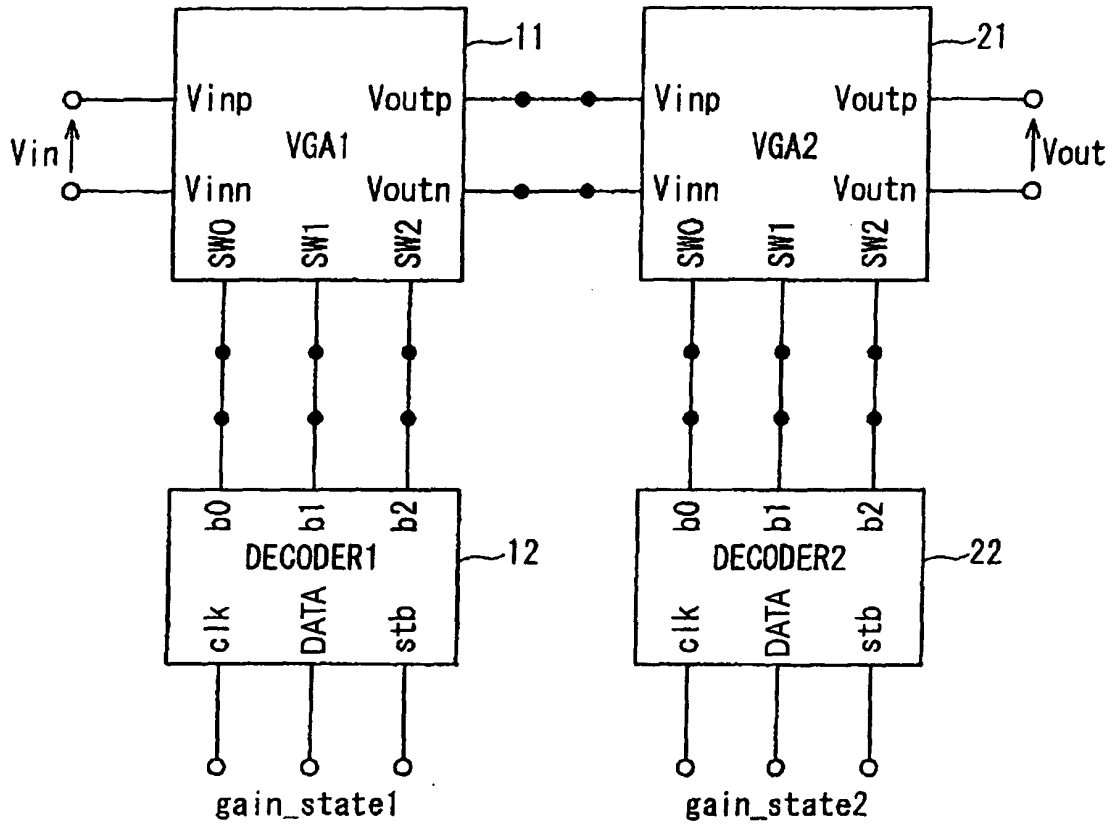 11
21
Vinp
Voutp
Vinp
Voutp
Vin
VGA1
VGA2
Vout
Vinn
Voutn
Vinn
Voutn
SW0
SW1
SW2
SW0
SW1
SW2
b0
b1
b2
b0
b1
b2
DECODER1
12
DECODER2
22
clk
DATA
stb
clk
DATA
stb
gain_state1
gain_state2